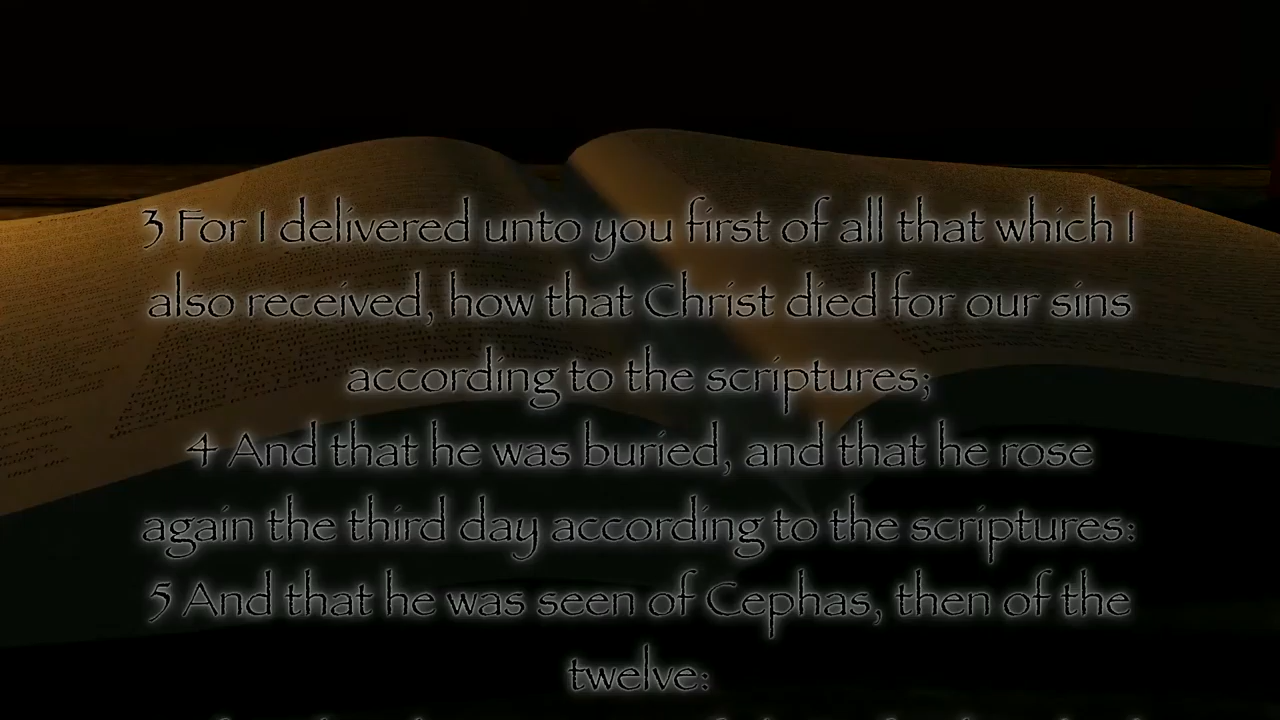 3 For I delivered unto you first of all that which I
also received, how that Christ died for our sins
according to the scriptures;
4 And that he was buried, and that he rose
again the third day according to the scriptures:
5 And that he was seen of Cephas, then of the
twelve: